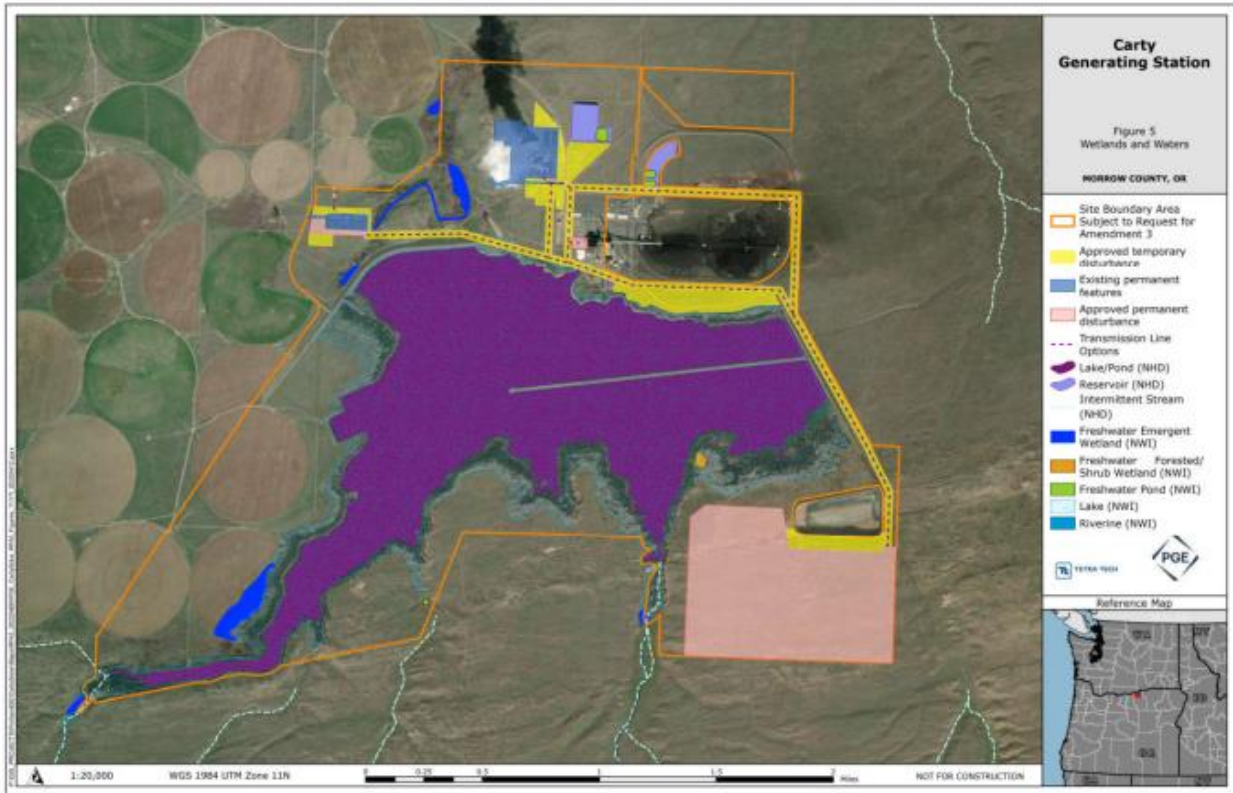 Carty
Generating Station
Figure 5
Wetlands and Waters
MORROW COUNTY, OR
Site Boundary Area
Subject to Request for
Amendment 3
Approved temporary
disturbance
Existing permanent
features
Approved permanent
disturbance
Transmission Line
Options
Lake/Pond (NHD)
Reservoir (NHD)
Intermittent Stream
(NHD)
Freshwater Emergent
Wetland (NWI)
Freshwater Forested/
Shrub Wetland (NWI)
Freshwater Pond (NWI)
Lake (NWI)
Riverine (NWI)
TETRA TECH
PGE
Reference Map
WA
ID
OR
1:20,000
WGS 1984 UTM Zone 11N
0 0.25 0.5 1 1.5 2
Miles
NOT FOR CONSTRUCTION